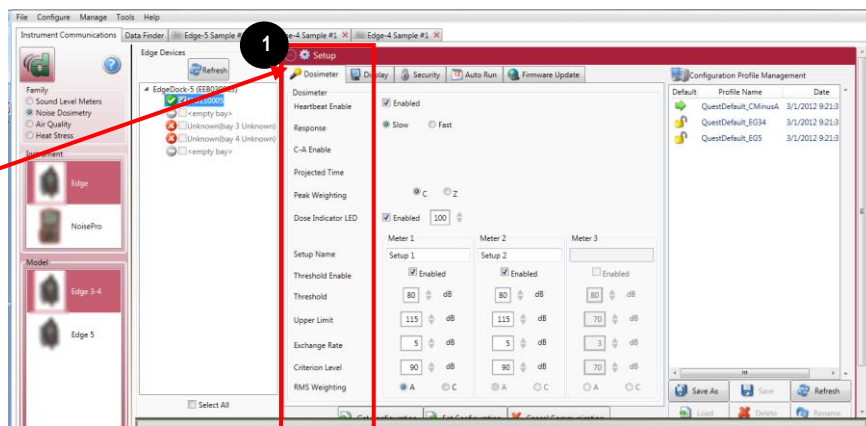 File Configure Manage Tools Help
Instrument Communications Data Finder Edge-5 Sample # e-4 Sample #1 Edge-4 Sample #1
1
Edge Devices
Refresh
EdgeDock-5
<empty bay>
Unknown(bay 3 Unknown)
Unknown(bay 4 Unknown)
<empty bay>
Select All
Family
Sound Level Meters
Noise Dosimetry
Air Quality
Heat Stress
Instrument
Edge
NoisePro
Model
Edge 3-4
Edge 5
Setup
Dosimeter Display Security Auto Run Firmware Update
Dosimeter
Heartbeat Enable Enabled
Response Slow Fast
C-A Enable
Projected Time
Peak Weighting C Z
Dose Indicator LED Enabled 100
Meter 1 Meter 2 Meter 3
Setup Name Setup 1 Setup 2
Threshold Enable Enabled Enabled Enabled
Threshold 80 dB 80 dB 80 dB
Upper Limit 115 dB 115 dB 70 dB
Exchange Rate 5 dB 5 dB 3 dB
Criterion Level 90 dB 90 dB 70 dB
RMS Weighting A C A C A C
Cancel Communication
Configuration Profile Management
Default Profile Name Date
QuestDefault_CMinusA 3/1/2012 9:21:3
QuestDefault_EG34 3/1/2012 9:21:3
QuestDefault_EG5 3/1/2012 9:21:3
Save As Save Refresh
Load Delete Rename